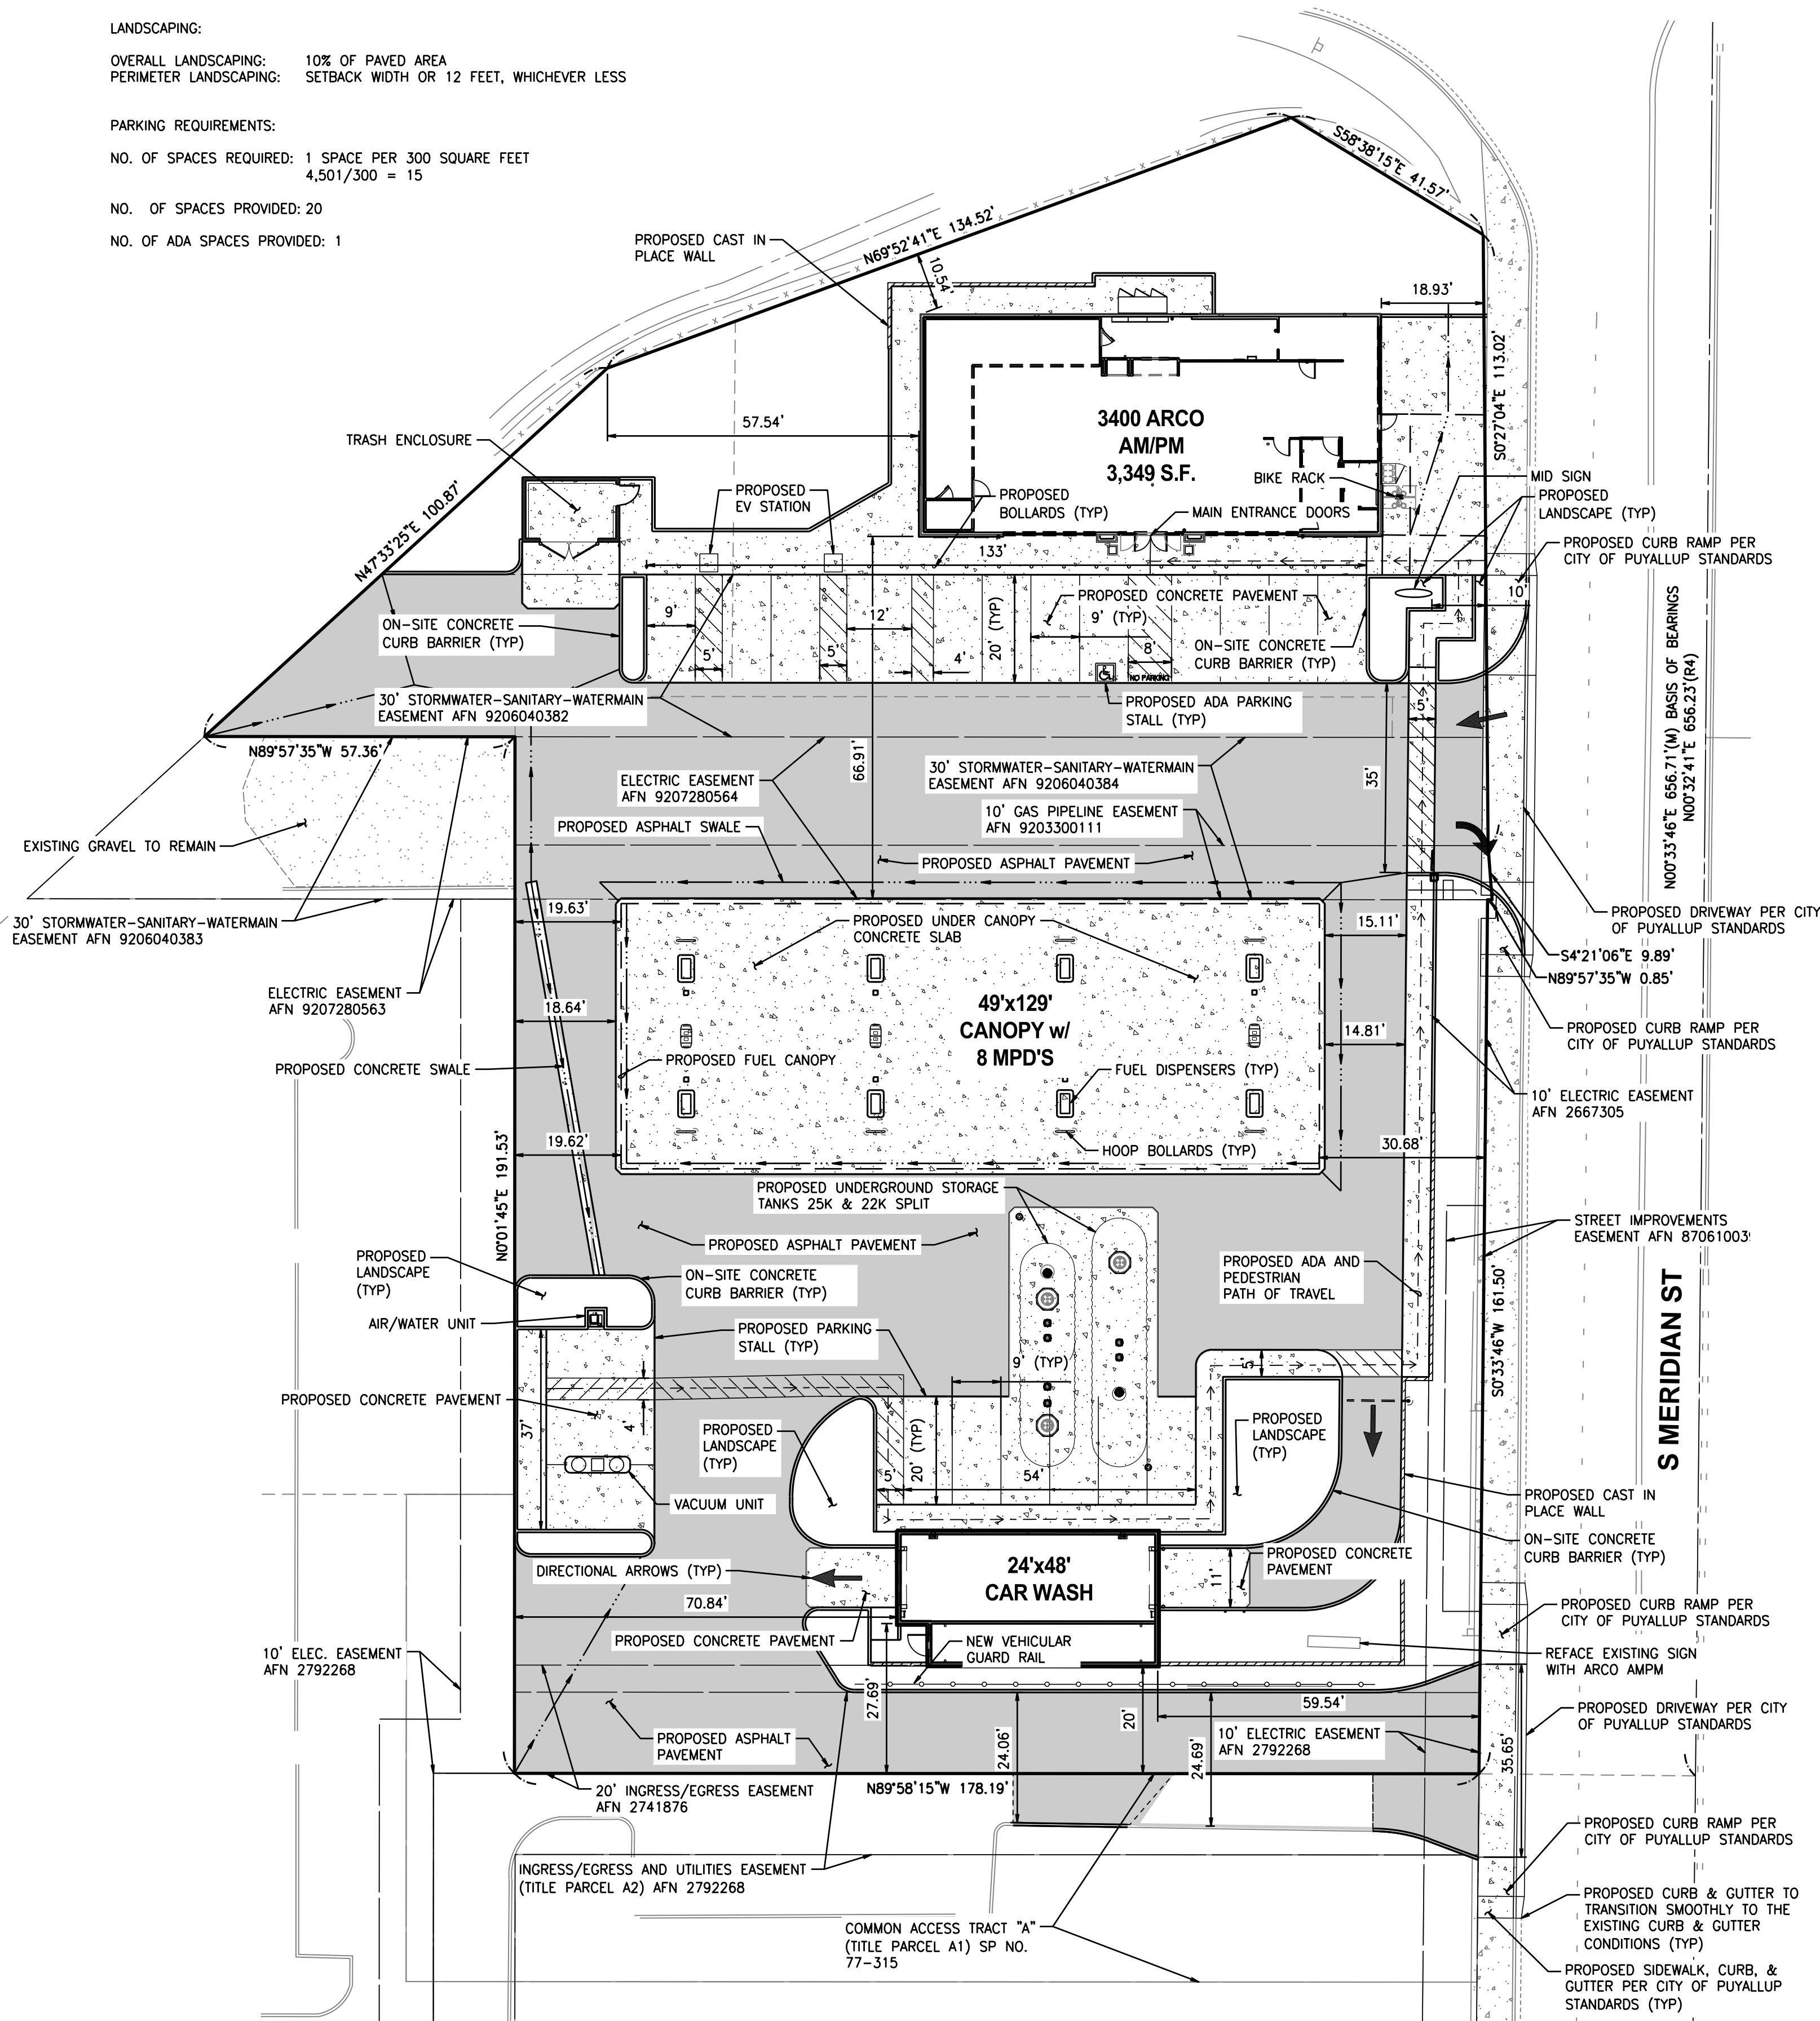 LANDSCAPING:
OVERALL LANDSCAPING: 10% OF PAVED AREA
PERIMETER LANDSCAPING: SETBACK WIDTH OR 12 FEET, WHICHEVER LESS
PARKING REQUIREMENTS:
NO. OF SPACES REQUIRED: 1 SPACE PER 300 SQUARE FEET
4,501/300 = 15
NO. OF SPACES PROVIDED: 20
NO. OF ADA SPACES PROVIDED: 1
S58°38'15"E 41.57'
N69°52'41"E 134.52'
PROPOSED CAST IN
PLACE WALL
10.54'
18.93'
S0°27'04"E 113.02'
57.54'
3400 ARCO
AM/PM
3,349 S.F.
TRASH ENCLOSURE
N47°33'25"E 100.87'
PROPOSED
EV STATION
PROPOSED
BOLLARDS (TYP)
BIKE RACK
MAIN ENTRANCE DOORS
MID SIGN
PROPOSED
LANDSCAPE (TYP)
133'
PROPOSED CURB RAMP PER
CITY OF PUYALLUP STANDARDS
10'
ON-SITE CONCRETE
CURB BARRIER (TYP)
9'
5'
5'
12'
4'
20' (TYP)
PROPOSED CONCRETE PAVEMENT
9' (TYP)
8'
NO PARKING
ON-SITE CONCRETE
CURB BARRIER (TYP)
PROPOSED ADA PARKING
STALL (TYP)
5'
N00°33'46"E 656.71'(M) BASIS OF BEARINGS
N00°32'41"E 656.23'(R4)
30' STORMWATER-SANITARY-WATERMAIN
EASEMENT AFN 9206040382
N89°57'35"W 57.36'
66.91'
35'
ELECTRIC EASEMENT
AFN 9207280564
30' STORMWATER-SANITARY-WATERMAIN
EASEMENT AFN 9206040384
10' GAS PIPELINE EASEMENT
AFN 9203300111
PROPOSED ASPHALT SWALE
PROPOSED ASPHALT PAVEMENT
EXISTING GRAVEL TO REMAIN
30' STORMWATER-SANITARY-WATERMAIN
EASEMENT AFN 9206040383
19.63'
PROPOSED UNDER CANOPY
CONCRETE SLAB
15.11'
PROPOSED DRIVEWAY PER CITY
OF PUYALLUP STANDARDS
S4°21'06"E 9.89'
N89°57'35"W 0.85'
ELECTRIC EASEMENT
AFN 9207280563
18.64'
49'x129'
CANOPY w/
8 MPD'S
14.81'
PROPOSED CURB RAMP PER
CITY OF PUYALLUP STANDARDS
PROPOSED CONCRETE SWALE
PROPOSED FUEL CANOPY
FUEL DISPENSERS (TYP)
10' ELECTRIC EASEMENT
AFN 2667305
19.62'
N0°01'45"E 191.53'
HOOP BOLLARDS (TYP)
30.68'
PROPOSED UNDERGROUND STORAGE
TANKS 25K & 22K SPLIT
STREET IMPROVEMENTS
EASEMENT AFN 87061003
PROPOSED ASPHALT PAVEMENT
PROPOSED
LANDSCAPE
(TYP)
ON-SITE CONCRETE
CURB BARRIER (TYP)
PROPOSED ADA AND
PEDESTRIAN
PATH OF TRAVEL
S0°33'46"W 161.50'
S MERIDIAN ST
AIR/WATER UNIT
PROPOSED PARKING
STALL (TYP)
9' (TYP)
5'
PROPOSED CONCRETE PAVEMENT
37'
4'
PROPOSED
LANDSCAPE
(TYP)
5'
20' (TYP)
54'
PROPOSED
LANDSCAPE
(TYP)
VACUUM UNIT
PROPOSED CAST IN
PLACE WALL
ON-SITE CONCRETE
CURB BARRIER (TYP)
DIRECTIONAL ARROWS (TYP)
24'x48'
CAR WASH
11'
PROPOSED CONCRETE
PAVEMENT
70.84'
PROPOSED CURB RAMP PER
CITY OF PUYALLUP STANDARDS
PROPOSED CONCRETE PAVEMENT
NEW VEHICULAR
GUARD RAIL
10' ELEC. EASEMENT
AFN 2792268
REFACE EXISTING SIGN
WITH ARCO AMPM
27.69'
24.06'
20'
24.69'
59.54'
35.65'
PROPOSED DRIVEWAY PER CITY
OF PUYALLUP STANDARDS
PROPOSED ASPHALT
PAVEMENT
10' ELECTRIC EASEMENT
AFN 2792268
20' INGRESS/EGRESS EASEMENT
AFN 2741876
N89°58'15"W 178.19'
PROPOSED CURB RAMP PER
CITY OF PUYALLUP STANDARDS
INGRESS/EGRESS AND UTILITIES EASEMENT
(TITLE PARCEL A2) AFN 2792268
PROPOSED CURB & GUTTER TO
TRANSITION SMOOTHLY TO THE
EXISTING CURB & GUTTER
CONDITIONS (TYP)
COMMON ACCESS TRACT "A"
(TITLE PARCEL A1) SP NO.
77-315
PROPOSED SIDEWALK, CURB, &
GUTTER PER CITY OF PUYALLUP
STANDARDS (TYP)